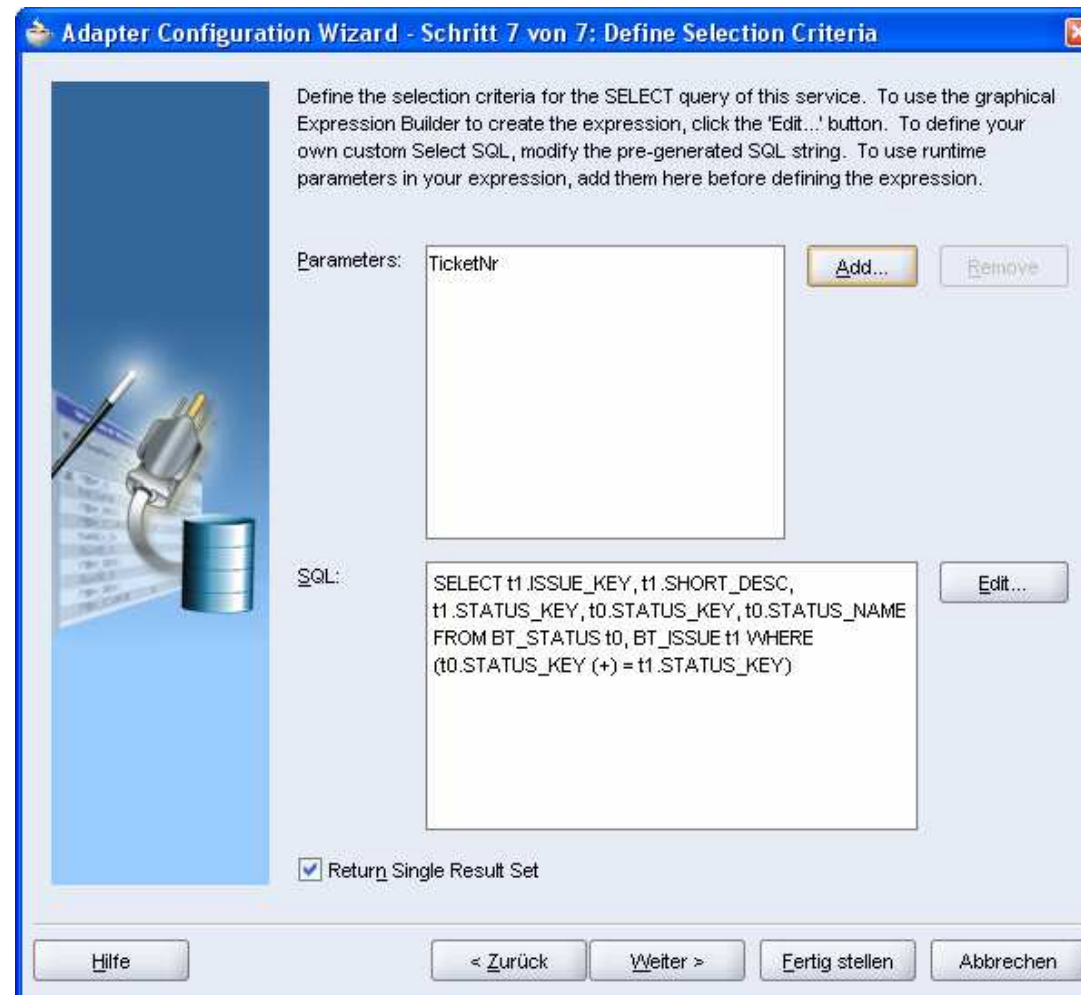 Adapter Configuration Wizard - Schritt 7 von 7: Define Selection Criteria
Define the selection criteria for the SELECT query of this service. To use the graphical
Expression Builder to create the expression, click the 'Edit...' button. To define your
own custom Select SQL, modify the pre-generated SQL string. To use runtime
parameters in your expression, add them here before defining the expression.
Parameters:
TicketNr
Add...
Remove
SQL:
SELECT t1.ISSUE_KEY, t1.SHORT_DESC,
t1.STATUS_KEY, t0.STATUS_KEY, t0.STATUS_NAME
FROM BT_STATUS t0, BT_ISSUE t1 WHERE
(t0.STATUS_KEY (+) = t1.STATUS_KEY)
Edit...
Return Single Result Set
Hilfe
< Zurück
Weiter >
Fertig stellen
Abbrechen